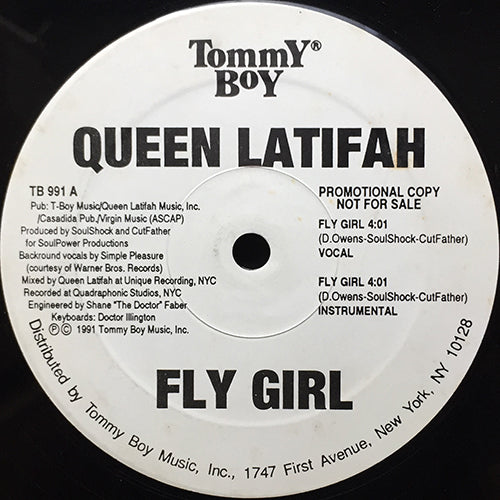 Tommy®
Boy
QUEEN LATIFAH
TB 991 A
Pub: T-Boy Music/Queen Latifah Music, Inc.
/Casadida Pub./Virgin Music (ASCAP)
Produced by SoulShock and CutFather
for SoulPower Productions
Backround vocals by Simple Pleasure
(courtesy of Warner Bros. Records)
Mixed by Queen Latifah at Unique Recording, NYC
Recorded at Quadraphonic Studios, NYC
Engineered by Shane "The Doctor" Faber
Keyboards: Doctor Illington
Ⓟ© 1991 Tommy Boy Music, Inc.
PROMOTIONAL COPY
NOT FOR SALE
FLY GIRL 4:01
(D.Owens-SoulShock-CutFather)
VOCAL
FLY GIRL 4:01
(D.Owens-SoulShock-CutFather)
INSTRUMENTAL
FLY GIRL
Distributed by Tommy Boy Music, Inc., 1747 First Avenue, New York, NY 10128